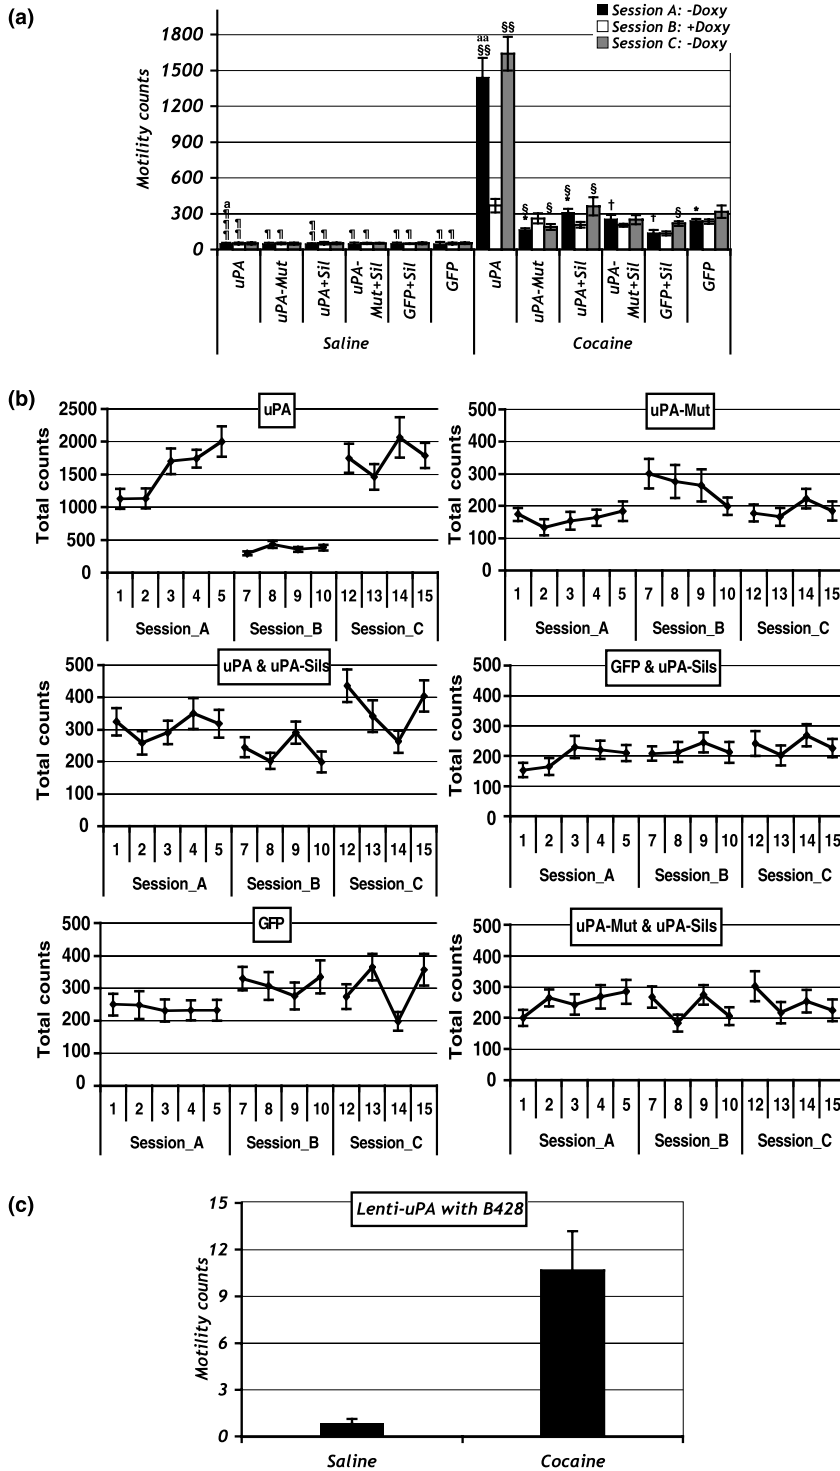 (a)
Session A: -Doxy
Session B: +Doxy
Session C: -Doxy
Motility counts
1800
1500
1200
900
600
300
0
a
¶ ¶
¶ ¶ ¶ ¶ ¶ ¶ ¶ ¶ ¶ ¶ ¶
aa
§§ §§
§ * § § * § † † § *
uPA uPA-Mut uPA+Sil uPA-Mut+Sil GFP+Sil GFP uPA uPA-Mut uPA+Sil uPA-Mut+Sil GFP+Sil GFP
Saline Cocaine
(b)
uPA
Total counts
2500
2000
1500
1000
500
0
1 2 3 4 5 7 8 9 10 12 13 14 15
Session_A Session_B Session_C
uPA-Mut
Total counts
500
400
300
200
100
0
1 2 3 4 5 7 8 9 10 12 13 14 15
Session_A Session_B Session_C
uPA & uPA-Sils
Total counts
500
400
300
200
100
0
1 2 3 4 5 7 8 9 10 12 13 14 15
Session_A Session_B Session_C
GFP & uPA-Sils
Total counts
500
400
300
200
100
0
1 2 3 4 5 7 8 9 10 12 13 14 15
Session_A Session_B Session_C
GFP
Total counts
500
400
300
200
100
0
1 2 3 4 5 7 8 9 10 12 13 14 15
Session_A Session_B Session_C
uPA-Mut & uPA-Sils
Total counts
500
400
300
200
100
0
1 2 3 4 5 7 8 9 10 12 13 14 15
Session_A Session_B Session_C
(c)
Lenti-uPA with B428
Motility counts
15
12
9
6
3
0
Saline Cocaine